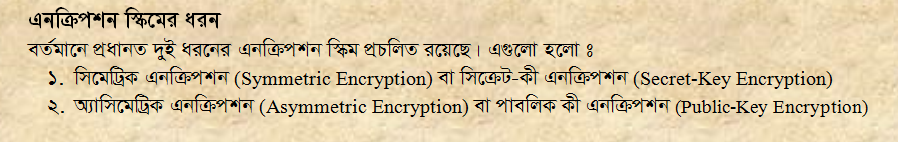 এনক্রিপশন স্কিমের ধরন
বর্তমানে প্রধানত দুই ধরনের এনক্রিপশন স্কিম প্রচলিত রয়েছে। এগুলো হলো ঃ
১. সিমেট্রিক এনক্রিপশন (Symmetric Encryption) বা সিক্রেট-কী এনক্রিপশন (Secret-Key Encryption)
২. অ্যাসিমেট্রিক এনক্রিপশন (Asymmetric Encryption) বা পাবলিক কী এনক্রিপশন (Public-Key Encryption)